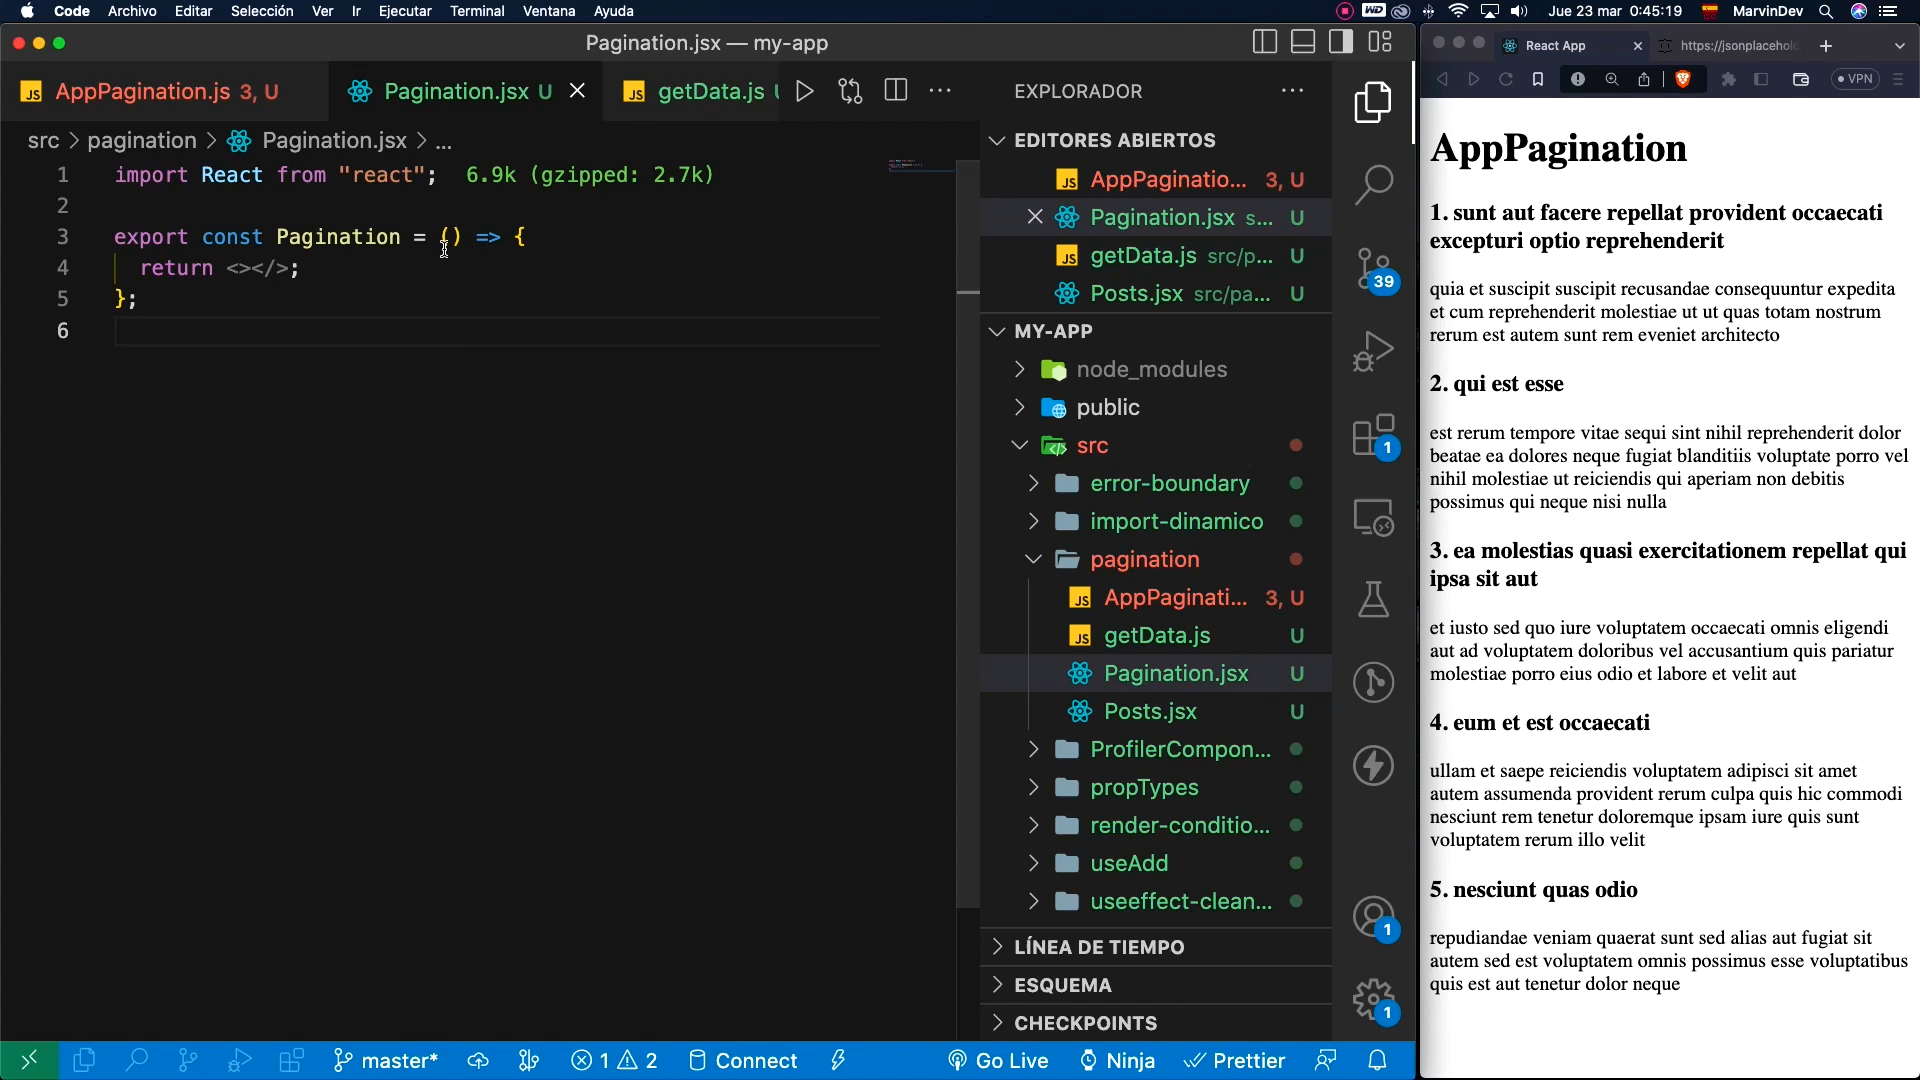 Code Archivo Editar Selección Ver Ir Ejecutar Terminal Ventana Ayuda
WD
Jue 23 mar 0:45:19 MarvinDev
Pagination.jsx — my-app
JS AppPagination.js 3, U
Pagination.jsx U
JS getData.js
src > pagination > Pagination.jsx > ...
1 import React from "react"; 6.9k (gzipped: 2.7k)
2
3 export const Pagination = () => {
4 return <></>;
5 };
6
EXPLORADOR
EDITORES ABIERTOS
JS AppPaginatio... 3, U
Pagination.jsx s... U
JS getData.js src/p... U
Posts.jsx src/pa... U
MY-APP
node_modules
public
src
error-boundary
import-dinamico
pagination
JS AppPaginati... 3, U
JS getData.js U
Pagination.jsx U
Posts.jsx U
ProfilerCompon...
propTypes
render-conditio...
useAdd
useeffect-clean...
LÍNEA DE TIEMPO
ESQUEMA
CHECKPOINTS
39
1
1
1
master* 1 2 Connect Go Live Ninja Prettier
React App
https://jsonplacehol
VPN
AppPagination
1. sunt aut facere repellat provident occaecati
excepturi optio reprehenderit
quia et suscipit suscipit recusandae consequuntur expedita
et cum reprehenderit molestiae ut ut quas totam nostrum
rerum est autem sunt rem eveniet architecto
2. qui est esse
est rerum tempore vitae sequi sint nihil reprehenderit dolor
beatae ea dolores neque fugiat blanditiis voluptate porro vel
nihil molestiae ut reiciendis qui aperiam non debitis
possimus qui neque nisi nulla
3. ea molestias quasi exercitationem repellat qui
ipsa sit aut
et iusto sed quo iure voluptatem occaecati omnis eligendi
aut ad voluptatem doloribus vel accusantium quis pariatur
molestiae porro eius odio et labore et velit aut
4. eum et est occaecati
ullam et saepe reiciendis voluptatem adipisci sit amet
autem assumenda provident rerum culpa quis hic commodi
nesciunt rem tenetur doloremque ipsam iure quis sunt
voluptatem rerum illo velit
5. nesciunt quas odio
repudiandae veniam quaerat sunt sed alias aut fugiat sit
autem sed est voluptatem omnis possimus esse voluptatibus
quis est aut tenetur dolor neque